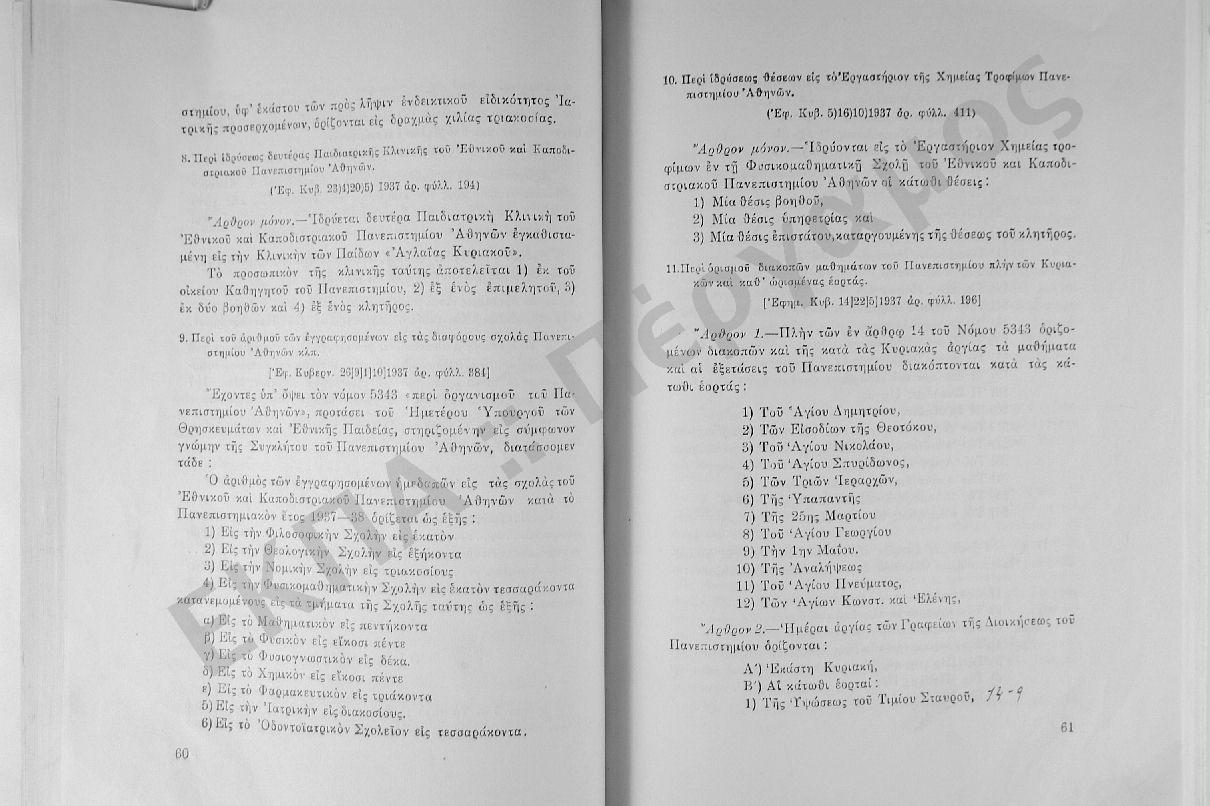 στημίου, ὑφ' ἑκάστου τῶν πρὸς λῆψιν ἐνδεικτικοῦ εἰδικότητος Ἰα-
τρικῆς προσερχομένων, ὁρίζονται εἰς δραχμὰς χιλίας τριακοσίας.
8. Περὶ ἱδρύσεως δευτέρας Παιδιατρικῆς Κλινικῆς τοῦ Ἐθνικοῦ καὶ Καποδι-
στριακοῦ Πανεπιστημίου Ἀθηνῶν.
(Ἐφ. Κυβ. 23)4)20)5) 1937 ἀρ. φύλλ. 194)
Ἄρθρον μόνον.—Ἱδρύεται δευτέρα Παιδιατρικὴ Κλινικὴ τοῦ
Ἐθνικοῦ καὶ Καποδιστριακοῦ Πανεπιστημίου Ἀθηνῶν ἐγκαθιστα-
μένη εἰς τὴν Κλινικὴν τῶν Παίδων «Ἀγλαΐας Κυριακοῦ».
Τὸ προσωπικὸν τῆς κλινικῆς ταύτης ἀποτελεῖται 1) ἐκ τοῦ
οἰκείου Καθηγητοῦ τοῦ Πανεπιστημίου, 2) ἐξ ἑνὸς ἐπιμελητοῦ, 3)
ἐκ δύο βοηθῶν καὶ 4) ἐξ ἑνὸς κλητῆρος.
9. Περὶ τοῦ ἀριθμοῦ τῶν ἐγγραφησομένων εἰς τὰς διαφόρους σχολὰς Πανεπι-
στημίου Ἀθηνῶν κλπ.
[Ἐφ. Κυβερν. 26]9]1]10]1937 ἀρ. φύλλ. 384]
Ἔχοντες ὑπ' ὄψει τὸν νόμον 5343 «περὶ ὀργανισμοῦ τοῦ Πα-
νεπιστημίου Ἀθηνῶν», προτάσει τοῦ Ἡμετέρου Ὑπουργοῦ τῶν
Θρησκευμάτων καὶ Ἐθνικῆς Παιδείας, στηριζομένῃ εἰς σύμφωνον
γνώμην τῆς Συγκλήτου τοῦ Πανεπιστημίου Ἀθηνῶν, διατάσσομεν
τάδε :
Ὁ ἀριθμὸς τῶν ἐγγραφησομένων ἡμεδαπῶν εἰς τὰς σχολὰς τοῦ
Ἐθνικοῦ καὶ Καποδιστριακοῦ Πανεπιστημίου Ἀθηνῶν κατὰ τὸ
Πανεπιστημιακὸν ἔτος 1937—38 ὁρίζεται ὡς ἑξῆς :
1) Εἰς τὴν Φιλοσοφικὴν Σχολὴν εἰς ἑκατὸν
2) Εἰς τὴν Θεολογικὴν Σχολὴν εἰς ἑξήκοντα
3) Εἰς τὴν Νομικὴν Σχολὴν εἰς τριακοσίους
4) Εἰς τὴν Φυσικομαθηματικὴν Σχολὴν εἰς ἑκατὸν τεσσαράκοντα
κατανεμομένους εἰς τὰ τμήματα τῆς Σχολῆς ταύτης ὡς ἑξῆς :
α) Εἰς τὸ Μαθηματικὸν εἰς πεντήκοντα
β) Εἰς τὸ Φυσικὸν εἰς εἴκοσι πέντε
γ) Εἰς τὸ Φυσιογνωστικὸν εἰς δέκα.
δ) Εἰς τὸ Χημικὸν εἰς εἴκοσι πέντε
ε) Εἰς τὸ Φαρμακευτικὸν εἰς τριάκοντα
5) Εἰς τὴν Ἰατρικὴν εἰς διακοσίους.
6) Εἰς τὸ Ὀδοντοϊατρικὸν Σχολεῖον εἰς τεσσαράκοντα.
60
10. Περὶ ἱδρύσεως θέσεων εἰς τὸ Ἐργαστήριον τῆς Χημείας Τροφίμων Πανε-
πιστημίου Ἀθηνῶν.
(Ἐφ. Κυβ. 5)16)10)1937 ἀρ. φύλλ. 411)
Ἄρθρον μόνον.—Ἱδρύονται εἰς τὸ Ἐργαστήριον Χημείας τρο-
φίμων ἐν τῇ Φυσικομαθηματικῇ Σχολῇ τοῦ Ἐθνικοῦ καὶ Καποδι-
στριακοῦ Πανεπιστημίου Ἀθηνῶν οἱ κάτωθι θέσεις :
1) Μία θέσις βοηθοῦ,
2) Μία θέσις ὑπηρετρίας καὶ
3) Μία θέσις ἐπιστάτου, καταργουμένης τῆς θέσεως τοῦ κλητῆρος.
11. Περὶ ὁρισμοῦ διακοπῶν μαθημάτων τοῦ Πανεπιστημίου πλὴν τῶν Κυρια-
κῶν καὶ καθ' ὡρισμένας ἑορτάς.
[Ἐφημ. Κυβ. 14]22]5]1937 ἀρ. φύλλ. 196]
Ἄρθρον 1.—Πλὴν τῶν ἐν ἄρθρῳ 14 τοῦ Νόμου 5343 ὁριζο-
μένων διακοπῶν καὶ τῆς κατὰ τὰς Κυριακὰς ἀργίας τὰ μαθήματα
καὶ αἱ ἐξετάσεις τοῦ Πανεπιστημίου διακόπτονται κατὰ τὰς κά-
τωθι ἑορτάς :
1) Τοῦ Ἁγίου Δημητρίου,
2) Τῶν Εἰσοδίων τῆς Θεοτόκου,
3) Τοῦ Ἁγίου Νικολάου,
4) Τοῦ Ἁγίου Σπυρίδωνος,
5) Τῶν Τριῶν Ἱεραρχῶν,
6) Τῆς Ὑπαπαντῆς
7) Τῆς 25ης Μαρτίου
8) Τοῦ Ἁγίου Γεωργίου
9) Τὴν 1ην Μαΐου.
10) Τῆς Ἀναλήψεως
11) Τοῦ Ἁγίου Πνεύματος,
12) Τῶν Ἁγίων Κωνστ. καὶ Ἑλένης,
Ἄρθρον 2.—Ἡμέραι ἀργίας τῶν Γραφείων τῆς Διοικήσεως τοῦ
Πανεπιστημίου ὁρίζονται :
Α΄) Ἑκάστη Κυριακή,
Β΄) Αἱ κάτωθι ἑορταί :
1) Τῆς Ὑψώσεως τοῦ Τιμίου Σταυροῦ, 14-9
61
ΕΚΠΑ :: Πέργαμος